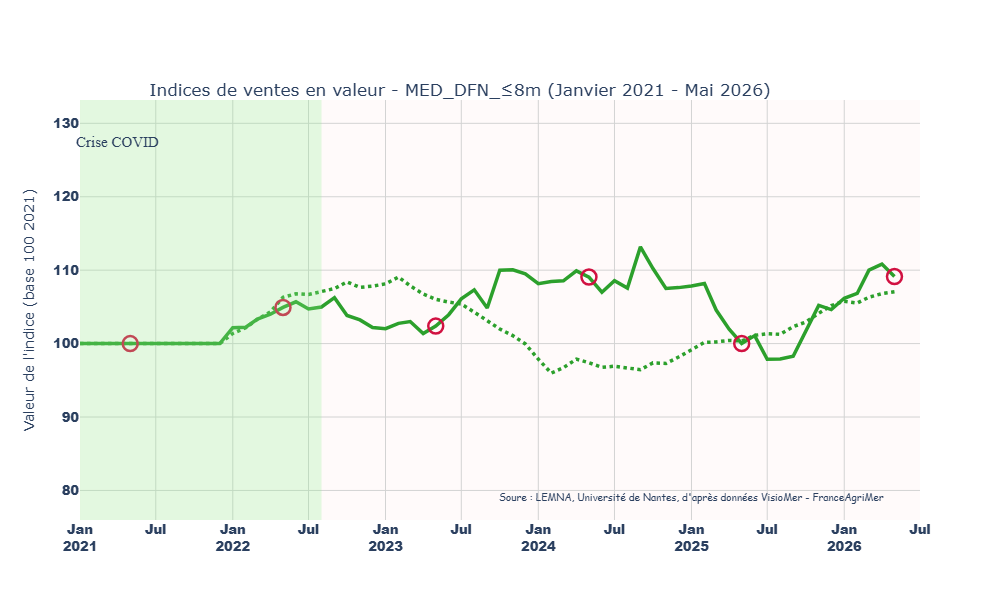 Indices de ventes en valeur - MED_DFN_≤8m (Janvier 2021 - Mai 2026)
Valeur de l'indice (base 100 2021)
130
120
110
100
90
80
Crise COVID
Soure : LEMNA, Université de Nantes, d'après données VisioMer - FranceAgriMer
Jan Jul Jan Jul Jan Jul Jan Jul Jan Jul Jan Jul
2021 2022 2023 2024 2025 2026